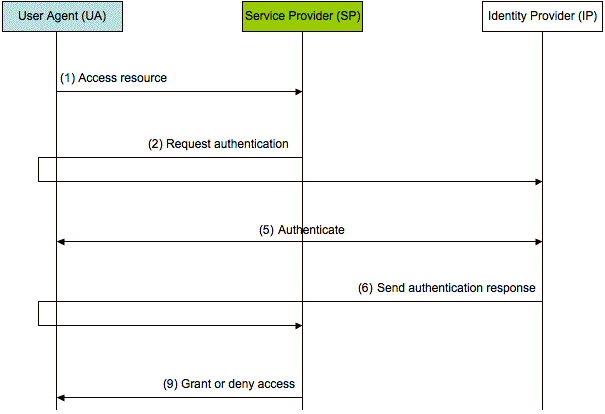 User Agent (UA)
Service Provider (SP)
Identity Provider (IP)
(1) Access resource
(2) Request authentication
(5) Authenticate
(6) Send authentication response
(9) Grant or deny access